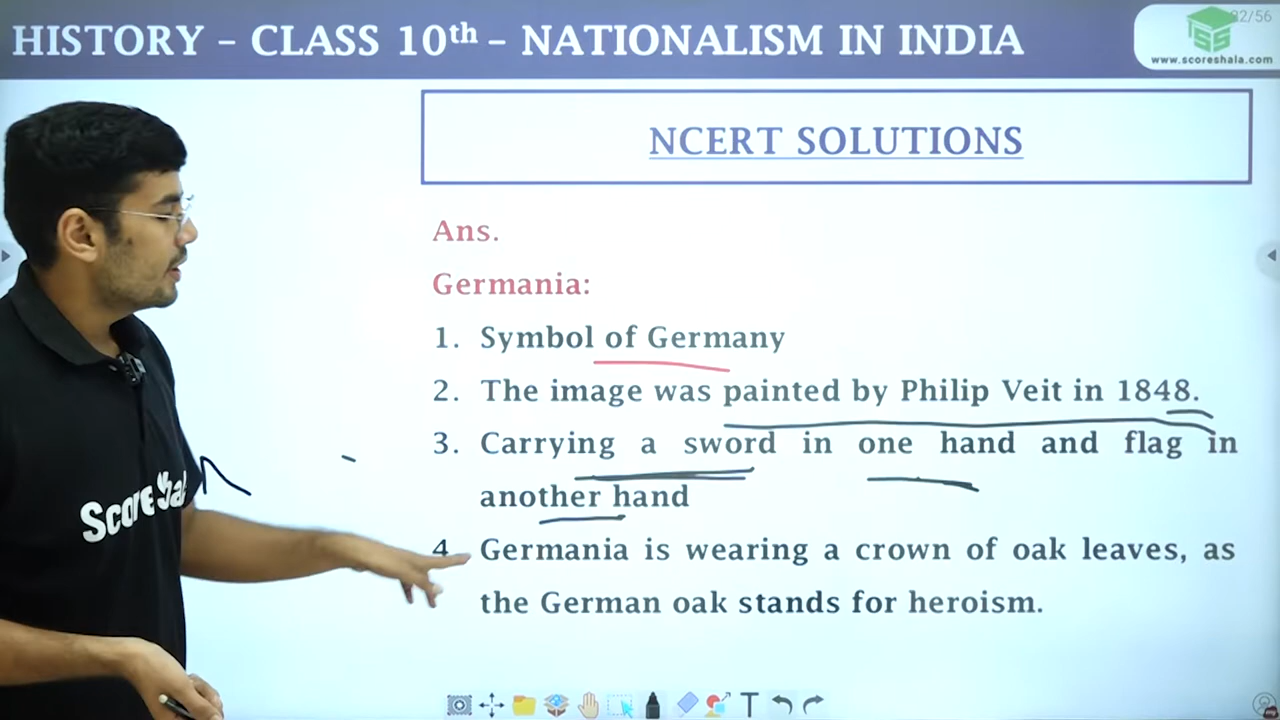 HISTORY – CLASS 10th – NATIONALISM IN INDIA
www.scoreshala.com
NCERT SOLUTIONS
Ans.
Germania:
1. Symbol of Germany
2. The image was painted by Philip Veit in 1848.
3. Carrying a sword in one hand and flag in
another hand
4. Germania is wearing a crown of oak leaves, as
the German oak stands for heroism.